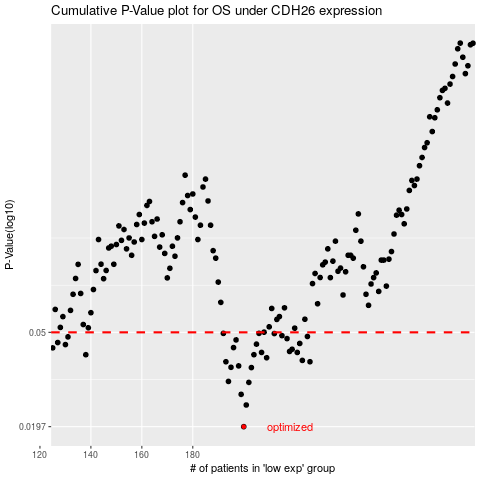 Cumulative P-Value plot for OS under CDH26 expression
P-Value(log10)
0.05
0.0197
optimized
120 140 160 180
# of patients in 'low exp' group